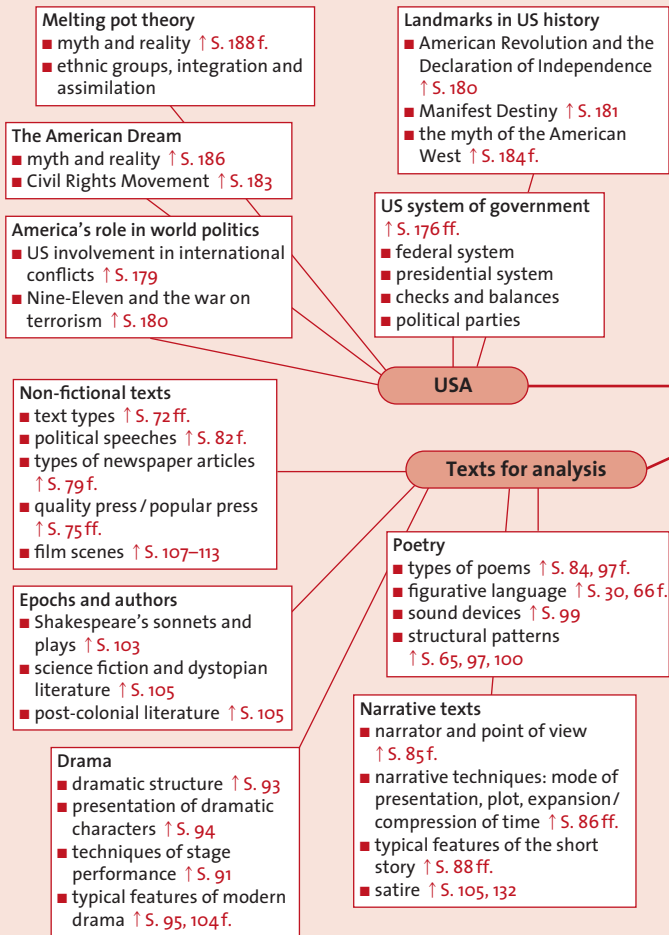 Melting pot theory
■ myth and reality ↑ S. 188 f.
■ ethnic groups, integration and
assimilation
The American Dream
■ myth and reality ↑ S. 186
■ Civil Rights Movement ↑ S. 183
America's role in world politics
■ US involvement in international
conflicts ↑ S. 179
■ Nine-Eleven and the war on
terrorism ↑ S. 180
Landmarks in US history
■ American Revolution and the
Declaration of Independence
↑ S. 180
■ Manifest Destiny ↑ S. 181
■ the myth of the American
West ↑ S. 184 f.
US system of government
↑ S. 176 ff.
■ federal system
■ presidential system
■ checks and balances
■ political parties
USA
Non-fictional texts
■ text types ↑ S. 72 ff.
■ political speeches ↑ S. 82 f.
■ types of newspaper articles
↑ S. 79 f.
■ quality press / popular press
↑ S. 75 ff.
■ film scenes ↑ S. 107–113
Texts for analysis
Epochs and authors
■ Shakespeare's sonnets and
plays ↑ S. 103
■ science fiction and dystopian
literature ↑ S. 105
■ post-colonial literature ↑ S. 105
Poetry
■ types of poems ↑ S. 84, 97 f.
■ figurative language ↑ S. 30, 66 f.
■ sound devices ↑ S. 99
■ structural patterns
↑ S. 65, 97, 100
Drama
■ dramatic structure ↑ S. 93
■ presentation of dramatic
characters ↑ S. 94
■ techniques of stage
performance ↑ S. 91
■ typical features of modern
drama ↑ S. 95, 104 f.
Narrative texts
■ narrator and point of view
↑ S. 85 f.
■ narrative techniques: mode of
presentation, plot, expansion/
compression of time ↑ S. 86 ff.
■ typical features of the short
story ↑ S. 88 ff.
■ satire ↑ S. 105, 132